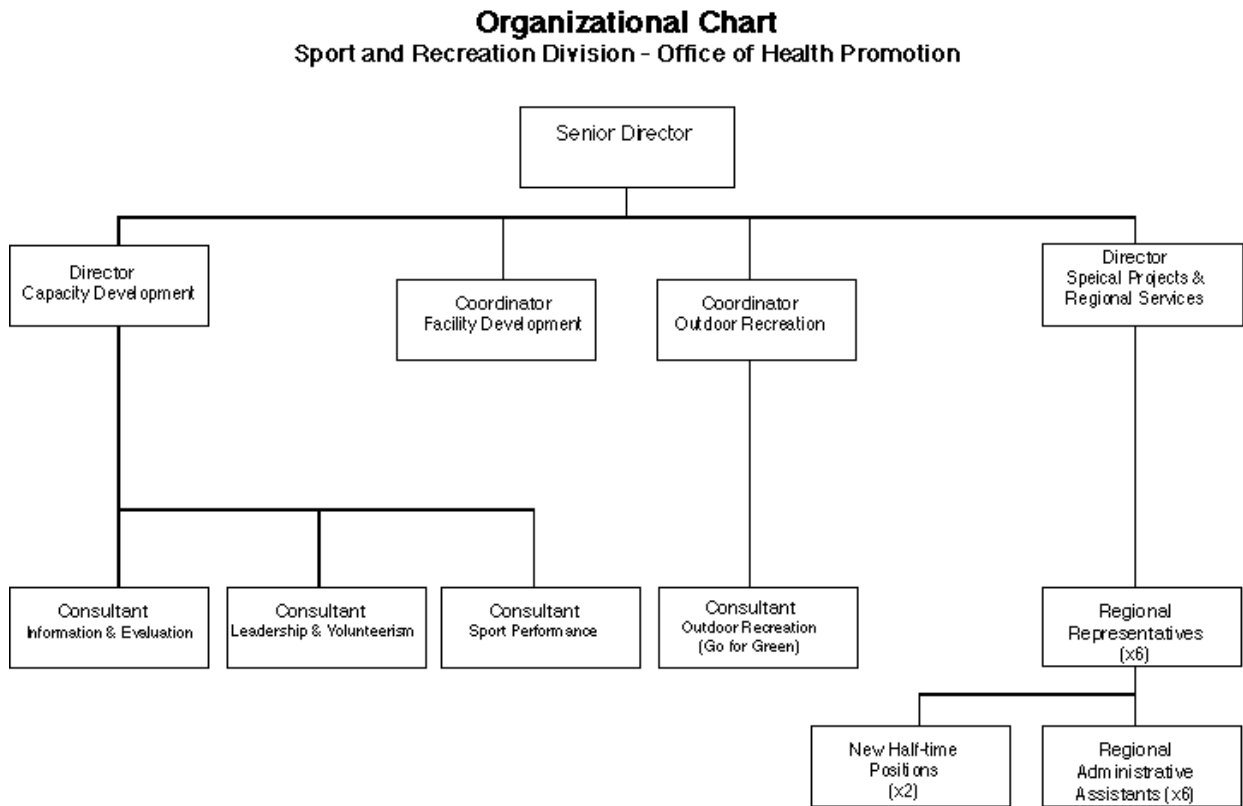 Organizational Chart
Sport and Recreation Division - Office of Health Promotion
Senior Director
Director
Capacity Development
Coordinator
Facility Development
Coordinator
Outdoor Recreation
Director
Speical Projects &
Regional Services
Consultant
Information & Evaluation
Consultant
Leadership & Volunteerism
Consultant
Sport Performance
Consultant
Outdoor Recreation
(Go for Green)
Regional
Representatives
(x6)
New Half-time
Positions
(x2)
Regional
Administrative
Assistants (x6)